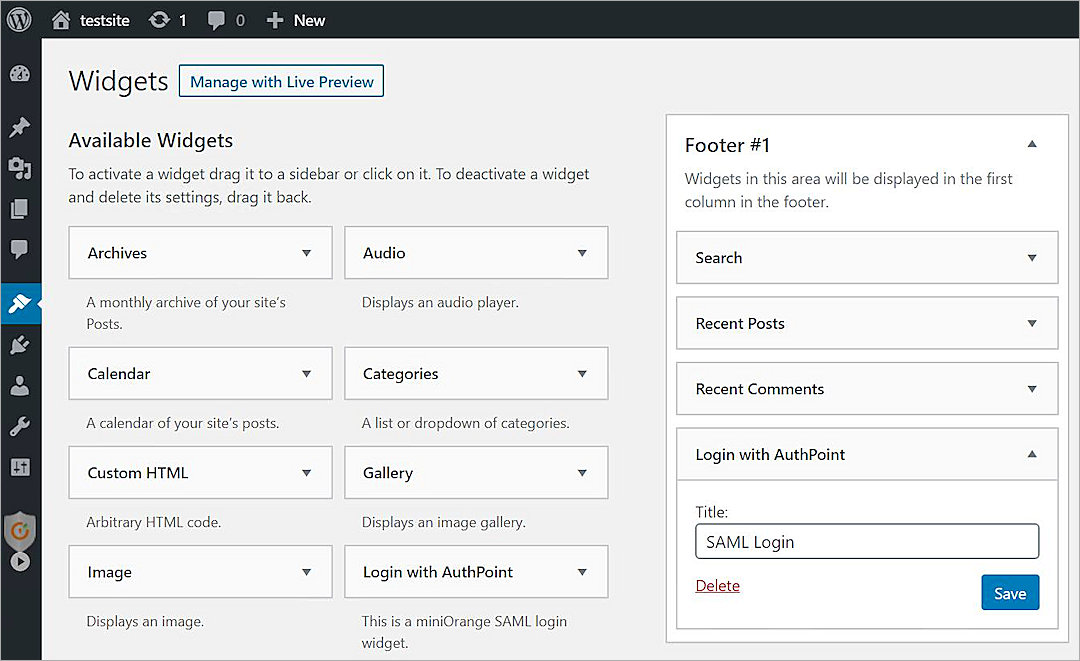 testsite 1 0 New
Widgets Manage with Live Preview
Available Widgets
To activate a widget drag it to a sidebar or click on it. To deactivate a widget
and delete its settings, drag it back.
Archives
A monthly archive of your site's
Posts.
Audio
Displays an audio player.
Calendar
A calendar of your site's posts.
Categories
A list or dropdown of categories.
Custom HTML
Arbitrary HTML code.
Gallery
Displays an image gallery.
Image
Displays an image.
Login with AuthPoint
This is a miniOrange SAML login
widget.
Footer #1
Widgets in this area will be displayed in the first
column in the footer.
Search
Recent Posts
Recent Comments
Login with AuthPoint
Title:
SAML Login
Delete
Save